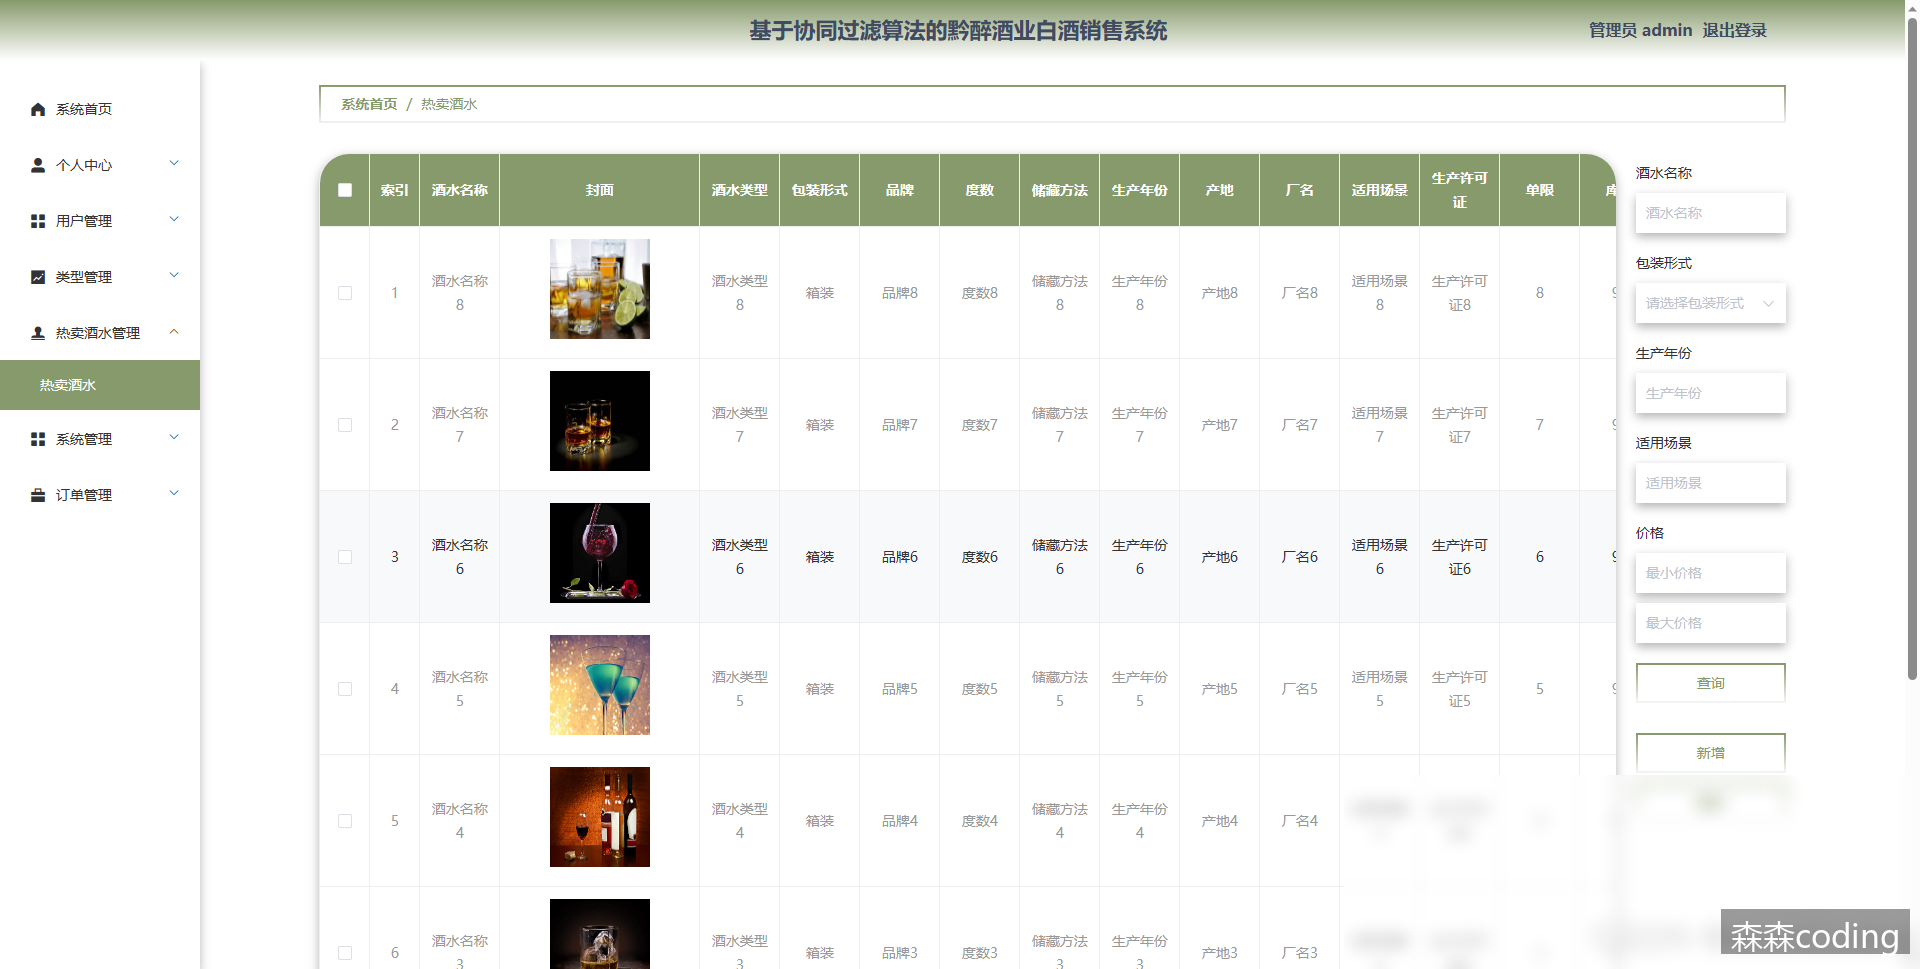 基于协同过滤算法的黔醉酒业白酒销售系统
管理员 admin 退出登录
系统首页
个人中心
用户管理
类型管理
热卖酒水管理
热卖酒水
系统管理
订单管理
系统首页 / 热卖酒水
索引 酒水名称 封面 酒水类型 包装形式 品牌 度数 储藏方法 生产年份 产地 厂名 适用场景 生产许可证 单限
1 酒水名称8 酒水类型8 箱装 品牌8 度数8 储藏方法8 生产年份8 产地8 厂名8 适用场景8 生产许可证8 8
2 酒水名称7 酒水类型7 箱装 品牌7 度数7 储藏方法7 生产年份7 产地7 厂名7 适用场景7 生产许可证7 7
3 酒水名称6 酒水类型6 箱装 品牌6 度数6 储藏方法6 生产年份6 产地6 厂名6 适用场景6 生产许可证6 6
4 酒水名称5 酒水类型5 箱装 品牌5 度数5 储藏方法5 生产年份5 产地5 厂名5 适用场景5 生产许可证5 5
5 酒水名称4 酒水类型4 箱装 品牌4 度数4 储藏方法4 生产年份4 产地4 厂名4
6 酒水名称3 酒水类型3 箱装 品牌3 度数3 储藏方法3 生产年份3 产地3 厂名3
酒水名称
酒水名称
包装形式
请选择包装形式
生产年份
生产年份
适用场景
适用场景
价格
最小价格
最大价格
查询
新增
森森coding